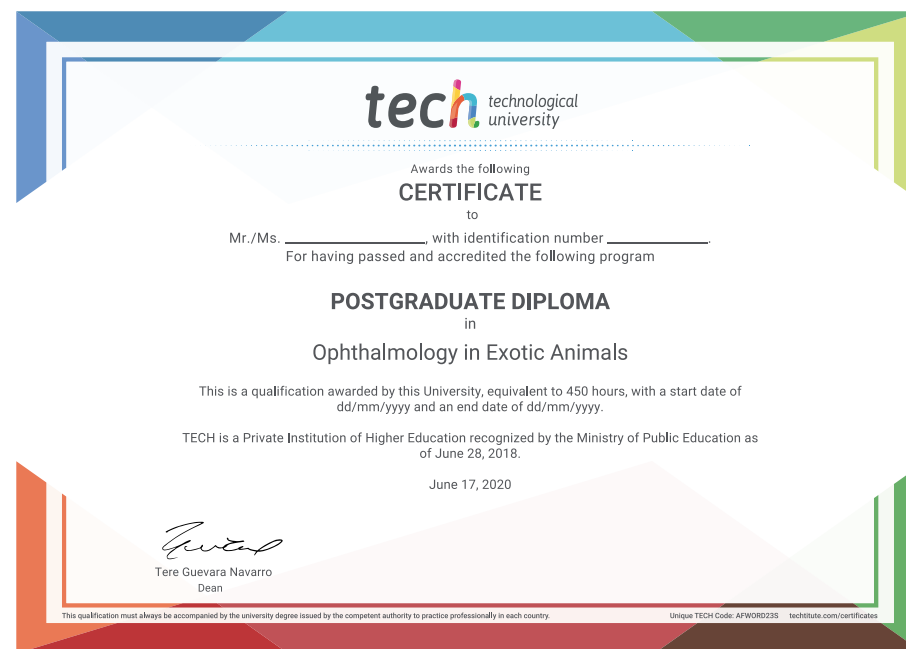 tech technological
university
Awards the following
CERTIFICATE
to
Mr./Ms. ____________________, with identification number ______________.
For having passed and accredited the following program
POSTGRADUATE DIPLOMA
in
Ophthalmology in Exotic Animals
This is a qualification awarded by this University, equivalent to 450 hours, with a start date of
dd/mm/yyyy and an end date of dd/mm/yyyy.
TECH is a Private Institution of Higher Education recognized by the Ministry of Public Education as
of June 28, 2018.
June 17, 2020
Tere Guevara Navarro
Dean
This qualification must always be accompanied by the university degree issued by the competent authority to practice professionally in each country.
Unique TECH Code: AFWORD23S techtitute.com/certificates